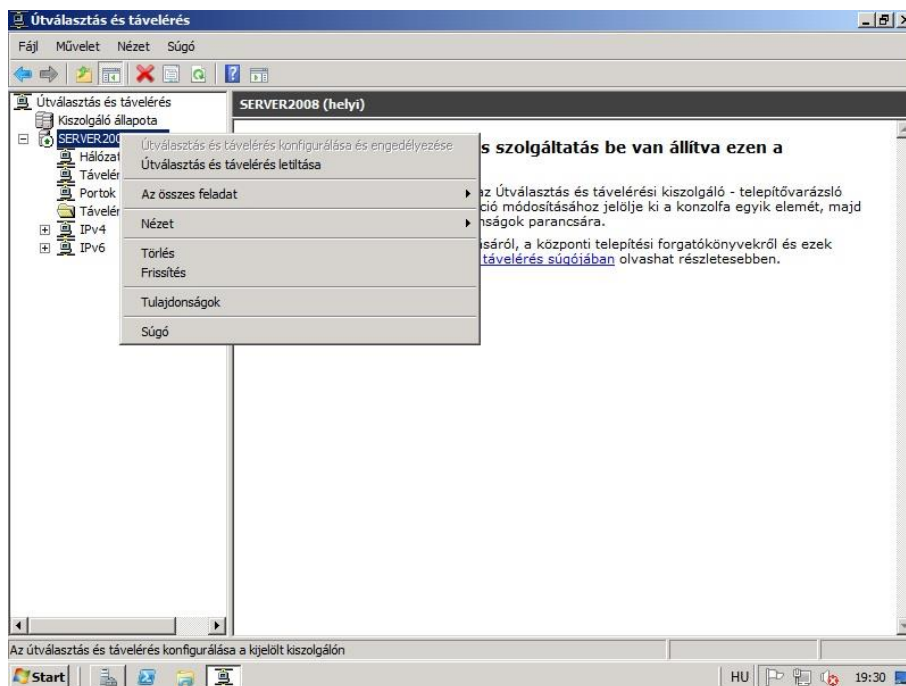 Útválasztás és távelérés
Fájl Művelet Nézet Súgó
Útválasztás és távelérés
Kiszolgáló állapota
SERVER200
Hálózat
Távelér
Portok
Távelér
IPv4
IPv6
SERVER2008 (helyi)
s szolgáltatás be van állítva ezen a
az Útválasztás és távelérési kiszolgáló - telepítővarázsló
ció módosításához jelölje ki a konzolfa egyik elemét, majd
nságok parancsára.
ásáról, a központi telepítési forgatókönyvekről és ezek
távelérés súgójában olvashat részletesebben.
Útválasztás és távelérés konfigurálása és engedélyezése
Útválasztás és távelérés letiltása
Az összes feladat
Nézet
Törlés
Frissítés
Tulajdonságok
Súgó
Az útválasztás és távelérés konfigurálása a kijelölt kiszolgálón
Start
HU
19:30